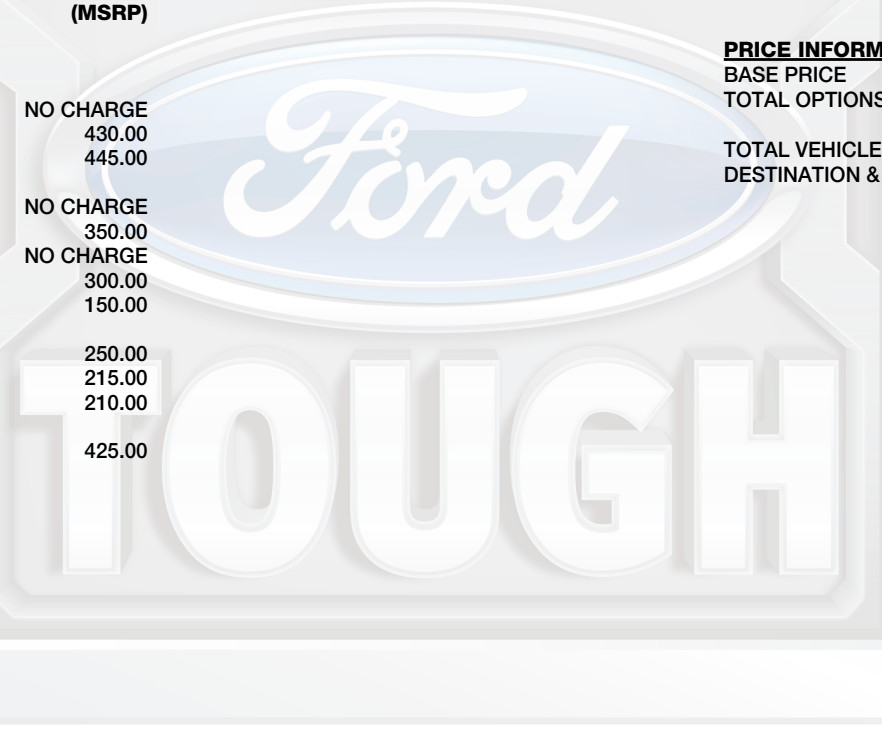 (MSRP)
NO CHARGE
430.00
445.00
NO CHARGE
350.00
NO CHARGE
300.00
150.00
250.00
215.00
210.00
425.00
PRICE INFORM
BASE PRICE
TOTAL OPTIONS
TOTAL VEHICLE
DESTINATION &
Ford
TOUGH